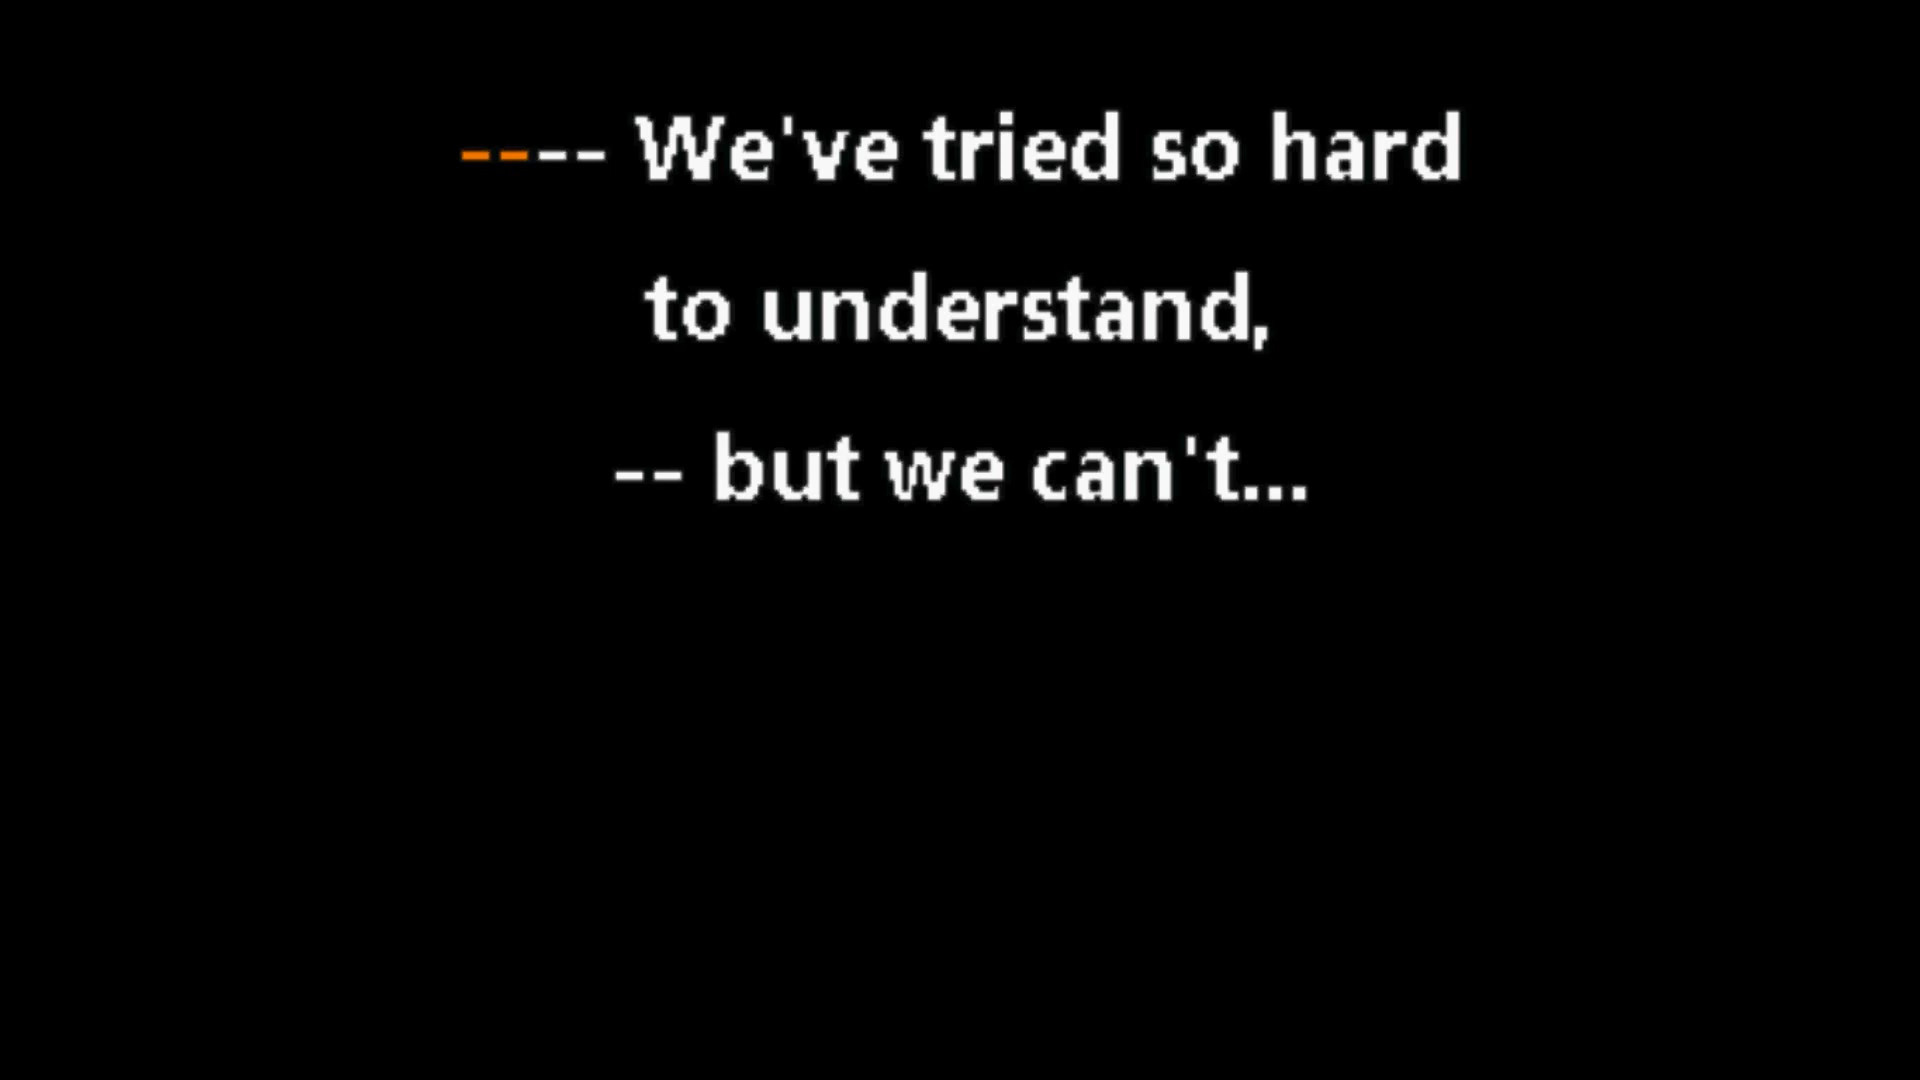 ---- We've tried so hard
to understand,
-- but we can't...